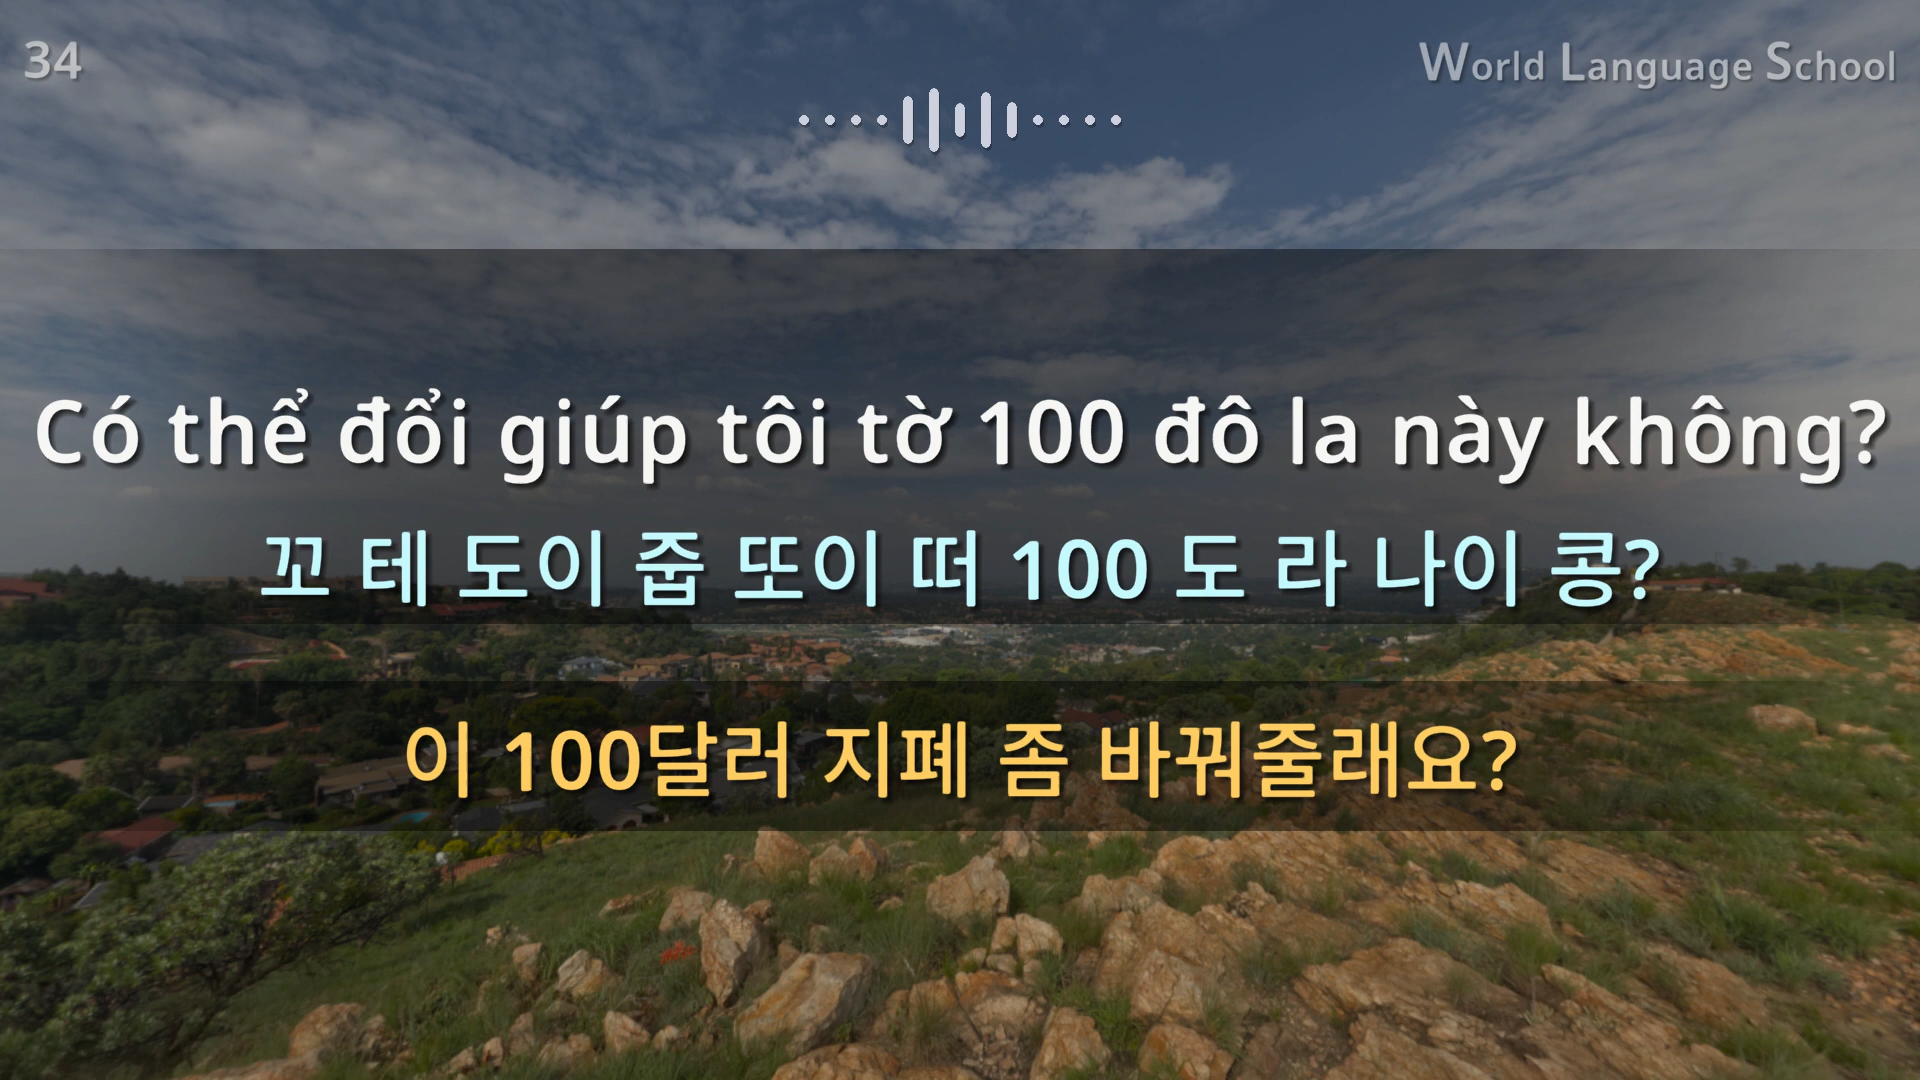 34
World Language School
Có thể đổi giúp tôi tờ 100 đô la này không?
꼬 테 도이 줍 또이 떠 100 도 라 나이 콩?
이 100달러 지폐 좀 바꿔줄래요?